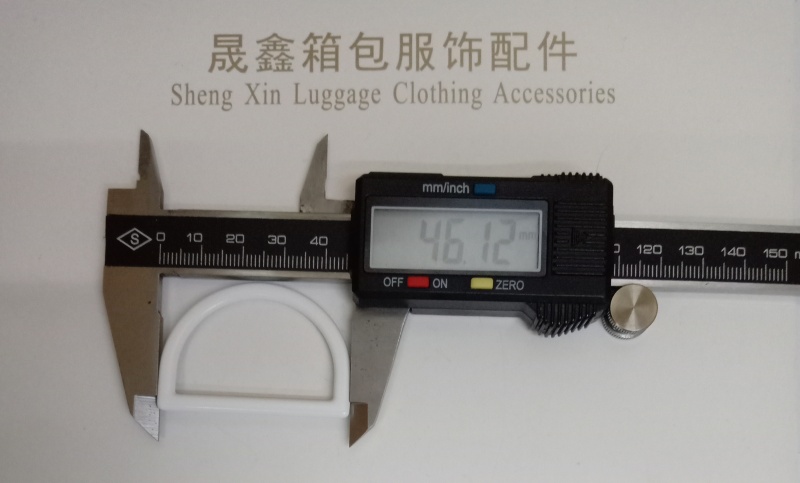 晟鑫箱包服饰配件
Sheng Xin Luggage Clothing Accessories
mm/inch
46.12 mm
S 0 10 20 30 40
120 130 140 150 m
OFF ON ZERO